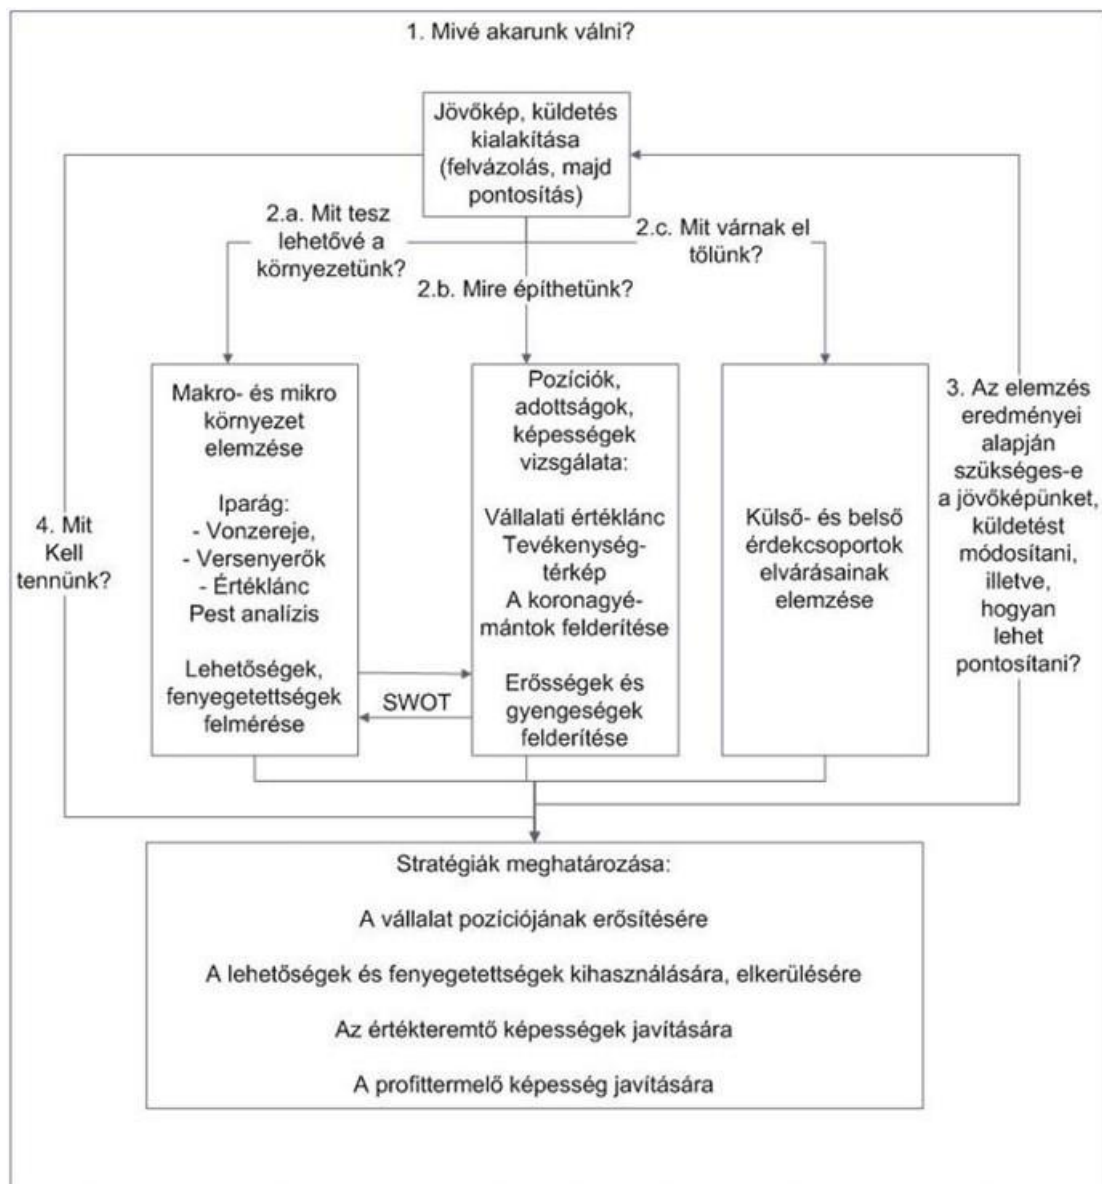 1. Mivé akarunk válni?
Jövőkép, küldetés
kialakítása
(felvázolás, majd
pontosítás)
2.a. Mit tesz
lehetővé a
környezetünk?
2.b. Mire építhetünk?
2.c. Mit várnak el
tőlünk?
Makro- és mikro
környezet
elemzése
Iparág:
- Vonzereje,
- Versenyerők
- Értéklánc
Pest analízis
Lehetőségek,
fenyegetettségek
felmérése
SWOT
Pozíciók,
adottságok,
képességek
vizsgálata:
Vállalati értéklánc
Tevékenység-
térkép
A koronagyé-
mántok felderítése
Erősségek és
gyengeségek
felderítése
Külső- és belső
érdekcsoportok
elvárásainak
elemzése
3. Az elemzés
eredményei
alapján
szükséges-e
a jövőképünket,
küldetést
módosítani,
illetve,
hogyan
lehet
pontosítani?
4. Mit
Kell
tennünk?
Stratégiák meghatározása:
A vállalat pozíciójának erősítésére
A lehetőségek és fenyegetettségek kihasználására, elkerülésére
Az értékteremtő képességek javítására
A profittermelő képesség javítására